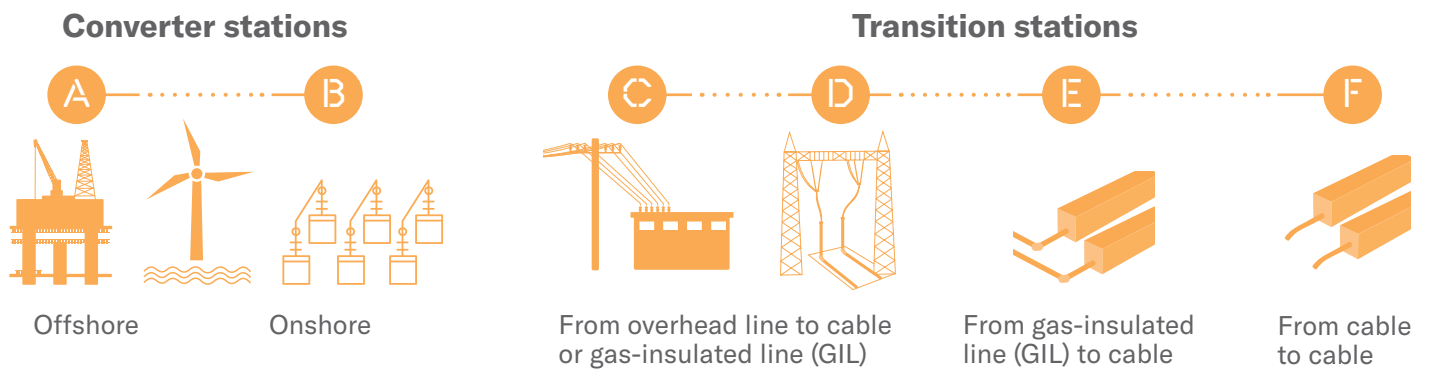 Converter stations
Transition stations
A
B
C
D
E
F
Offshore
Onshore
From overhead line to cable
or gas-insulated line (GIL)
From gas-insulated
line (GIL) to cable
From cable
to cable